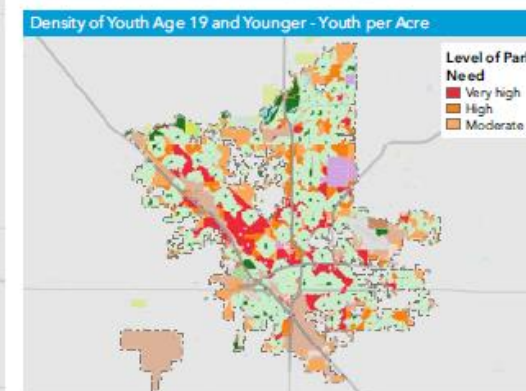 Density of Youth Age 19 and Younger - Youth per Acre
Level of Par
Need
Very high
High
Moderate